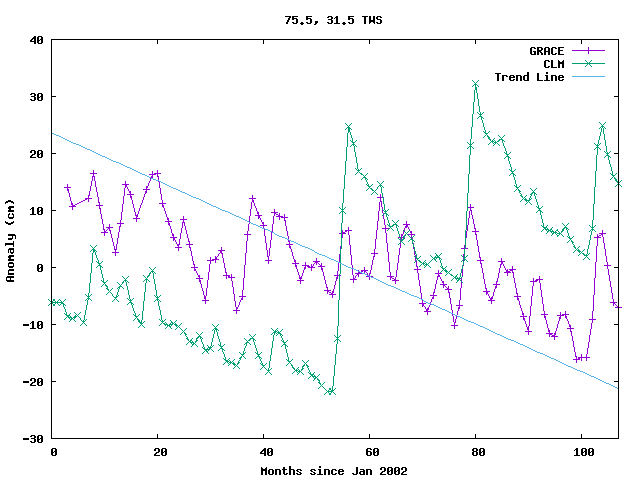 75.5, 31.5 TWS
GRACE
CLM
Trend Line
Anomaly (cm)
40
30
20
10
0
-10
-20
-30
0 20 40 60 80 100
Months since Jan 2002